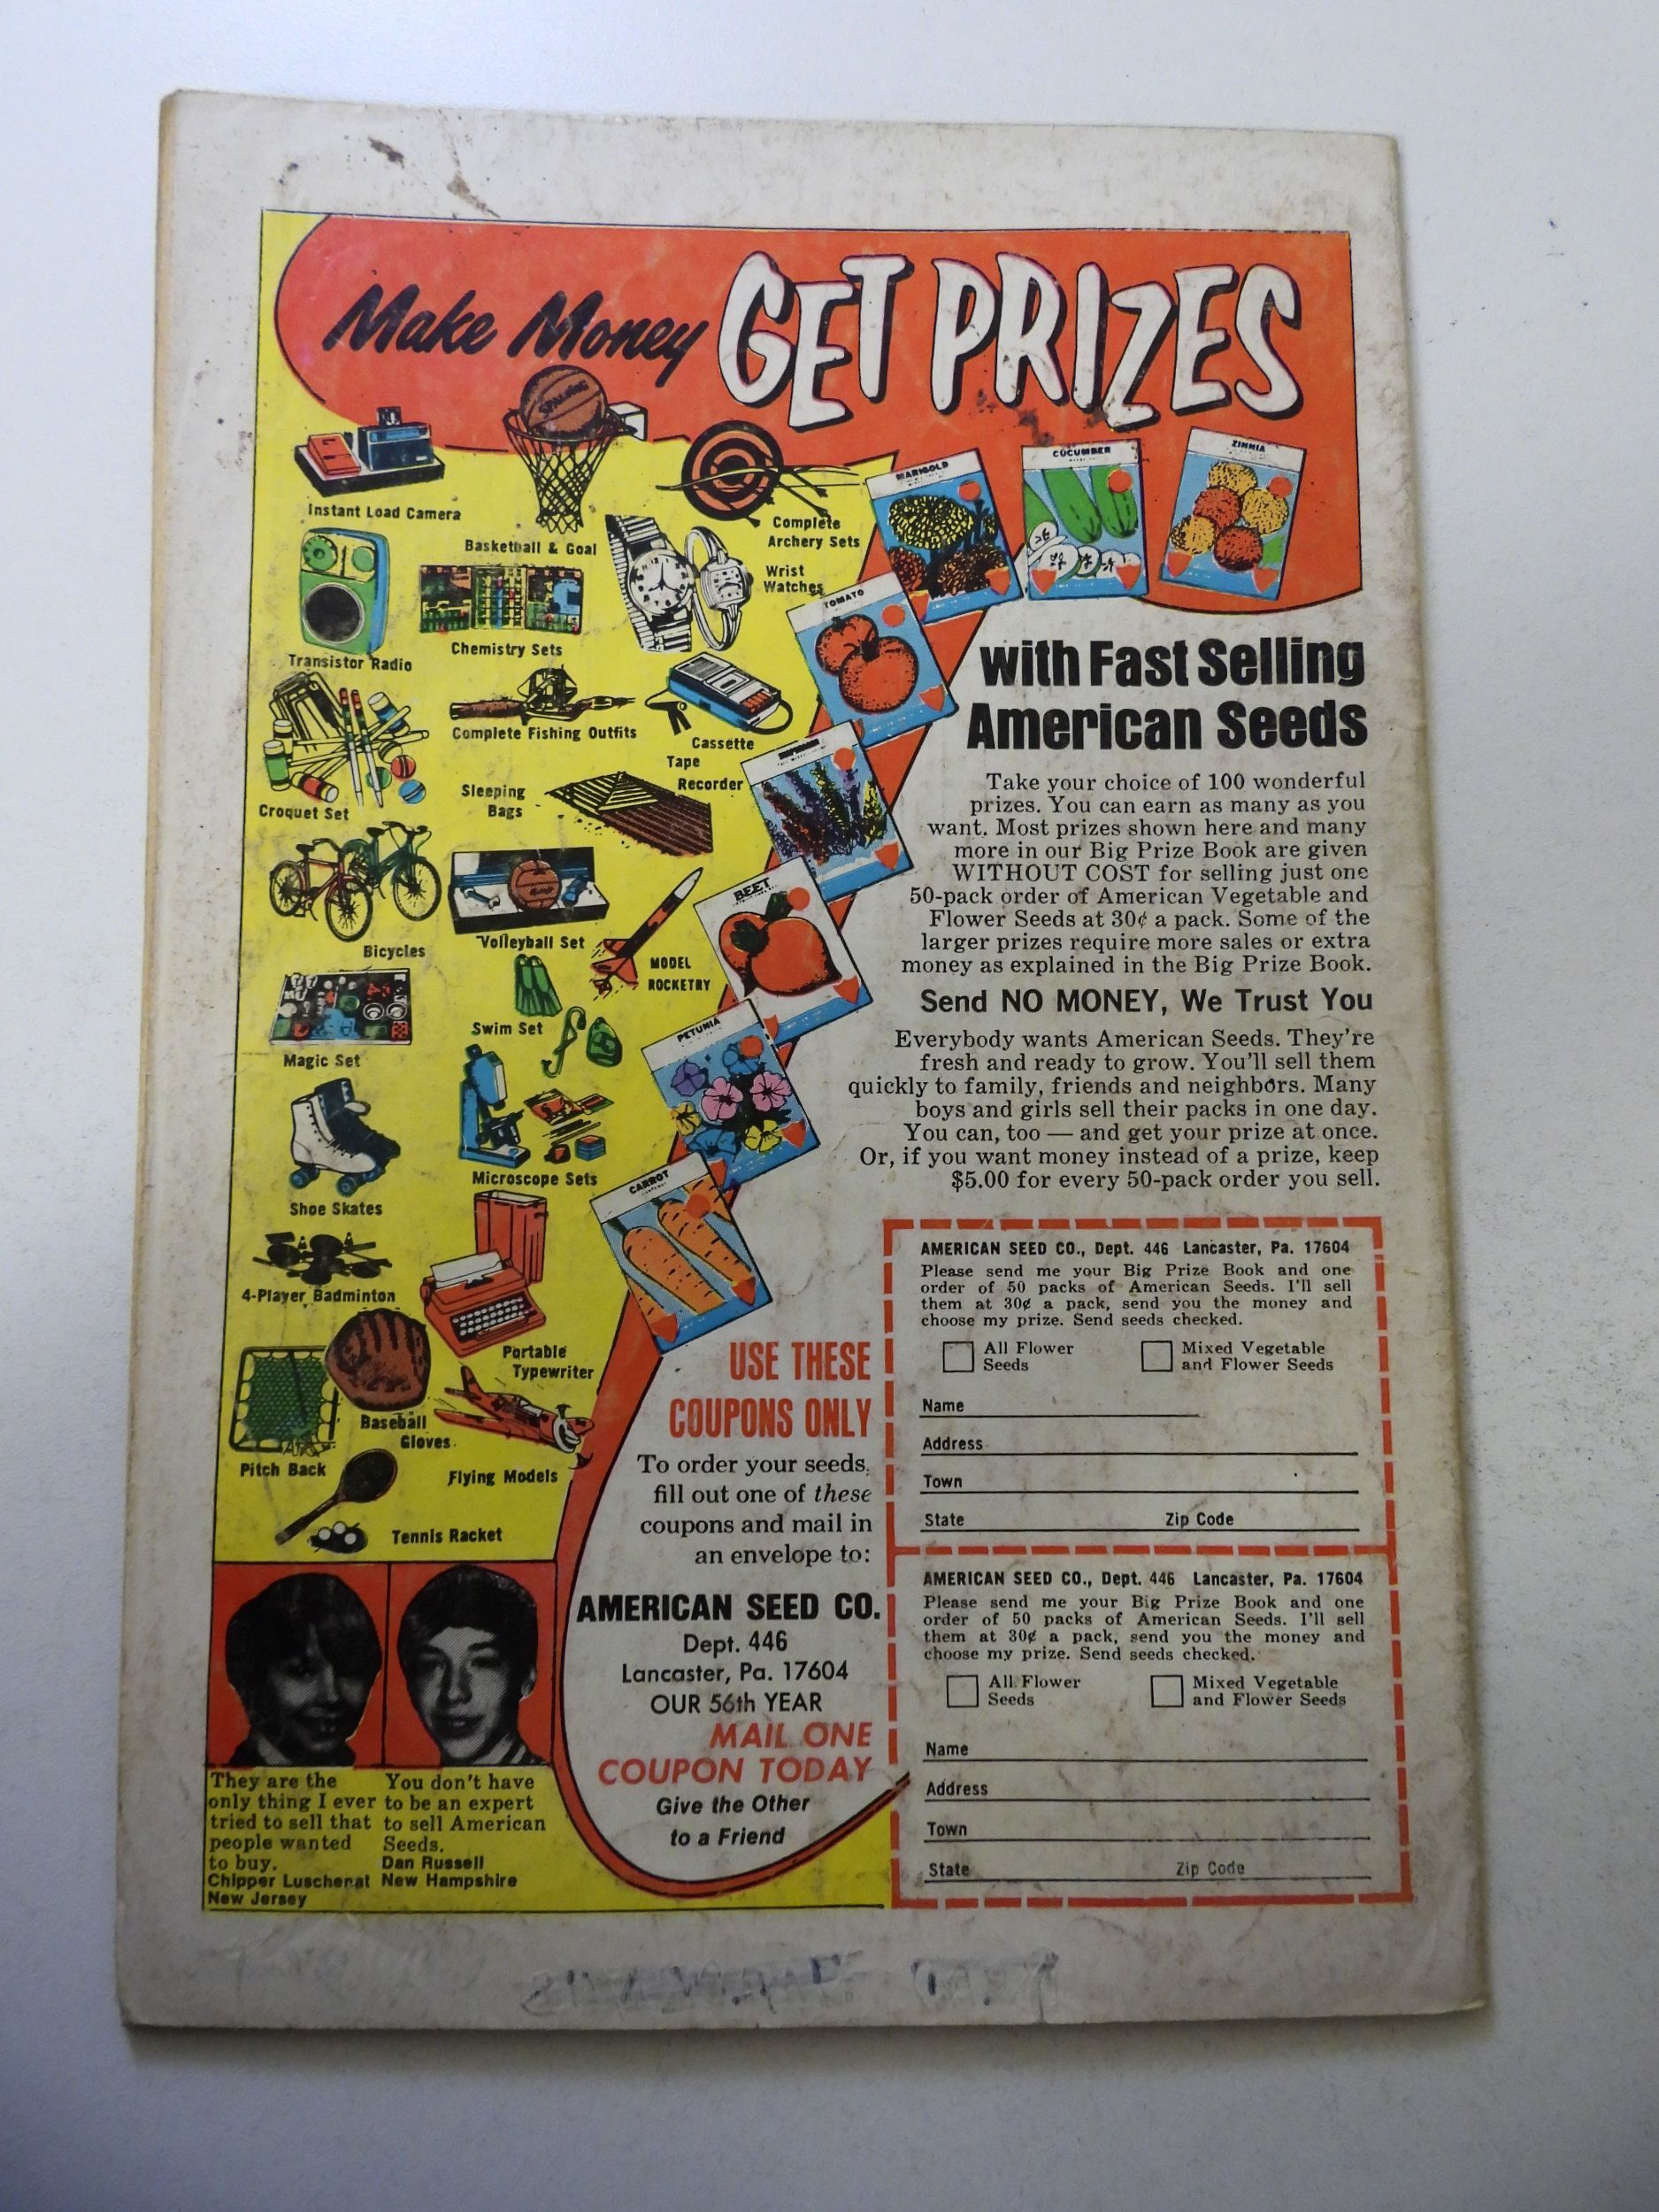 Make Money GET PRIZES
SPALDING
Instant Load Camera
Basketball & Goal
Complete
Archery Sets
Wrist
Watches
Transistor Radio
Chemistry Sets
Complete Fishing Outfits
Cassette
Tape
Recorder
Croquet Set
Sleeping
Bags
Bicycles
Volleyball Set
MODEL
ROCKETRY
Magic Set
Swim Set
Shoe Skates
Microscope Sets
4-Player Badminton
Portable
Typewriter
Pitch Back
Baseball
Gloves
Flying Models
Tennis Racket
MARIGOLD
CUCUMBER
ZINNIA
TOMATO
BEET
PETUNIA
CARROT
with Fast Selling
American Seeds
Take your choice of 100 wonderful
prizes. You can earn as many as you
want. Most prizes shown here and many
more in our Big Prize Book are given
WITHOUT COST for selling just one
50-pack order of American Vegetable and
Flower Seeds at 30¢ a pack. Some of the
larger prizes require more sales or extra
money as explained in the Big Prize Book.
Send NO MONEY, We Trust You
Everybody wants American Seeds. They're
fresh and ready to grow. You'll sell them
quickly to family, friends and neighbors. Many
boys and girls sell their packs in one day.
You can, too — and get your prize at once.
Or, if you want money instead of a prize, keep
$5.00 for every 50-pack order you sell.
USE THESE
COUPONS ONLY
To order your seeds,
fill out one of these
coupons and mail in
an envelope to:
AMERICAN SEED CO.
Dept. 446
Lancaster, Pa. 17604
OUR 56th YEAR
MAIL ONE
COUPON TODAY
Give the Other
to a Friend
AMERICAN SEED CO., Dept. 446 Lancaster, Pa. 17604
Please send me your Big Prize Book and one
order of 50 packs of American Seeds. I'll sell
them at 30¢ a pack, send you the money and
choose my prize. Send seeds checked.
All Flower
Seeds
Mixed Vegetable
and Flower Seeds
Name
Address
Town
State Zip Code
AMERICAN SEED CO., Dept. 446 Lancaster, Pa. 17604
Please send me your Big Prize Book and one
order of 50 packs of American Seeds. I'll sell
them at 30¢ a pack, send you the money and
choose my prize. Send seeds checked.
All Flower
Seeds
Mixed Vegetable
and Flower Seeds
Name
Address
Town
State Zip Code
They are the
only thing I ever
tried to sell that
people wanted
to buy.
Chipper Luschenat
New Jersey
You don't have
to be an expert
to sell American
Seeds.
Dan Russell
New Hampshire